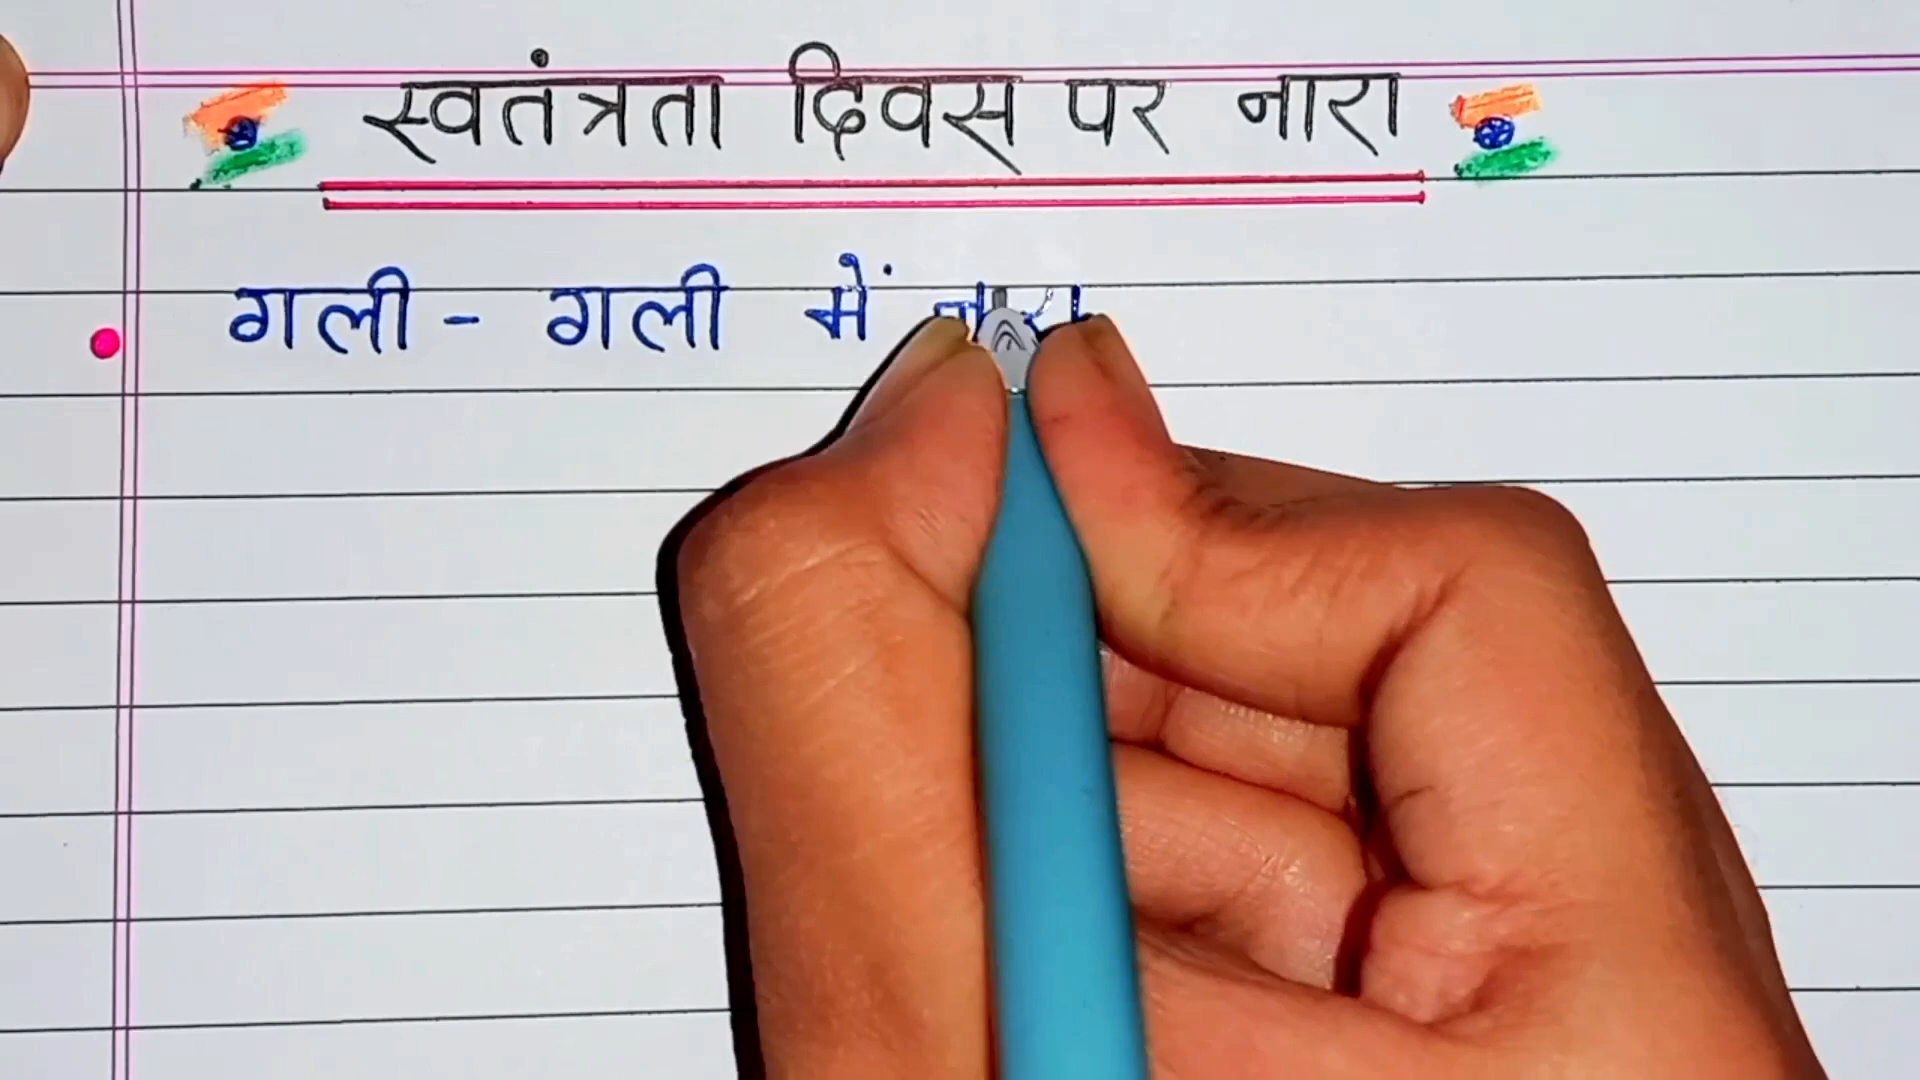 स्वतंत्रता दिवस पर नारा
गली - गली में नारा